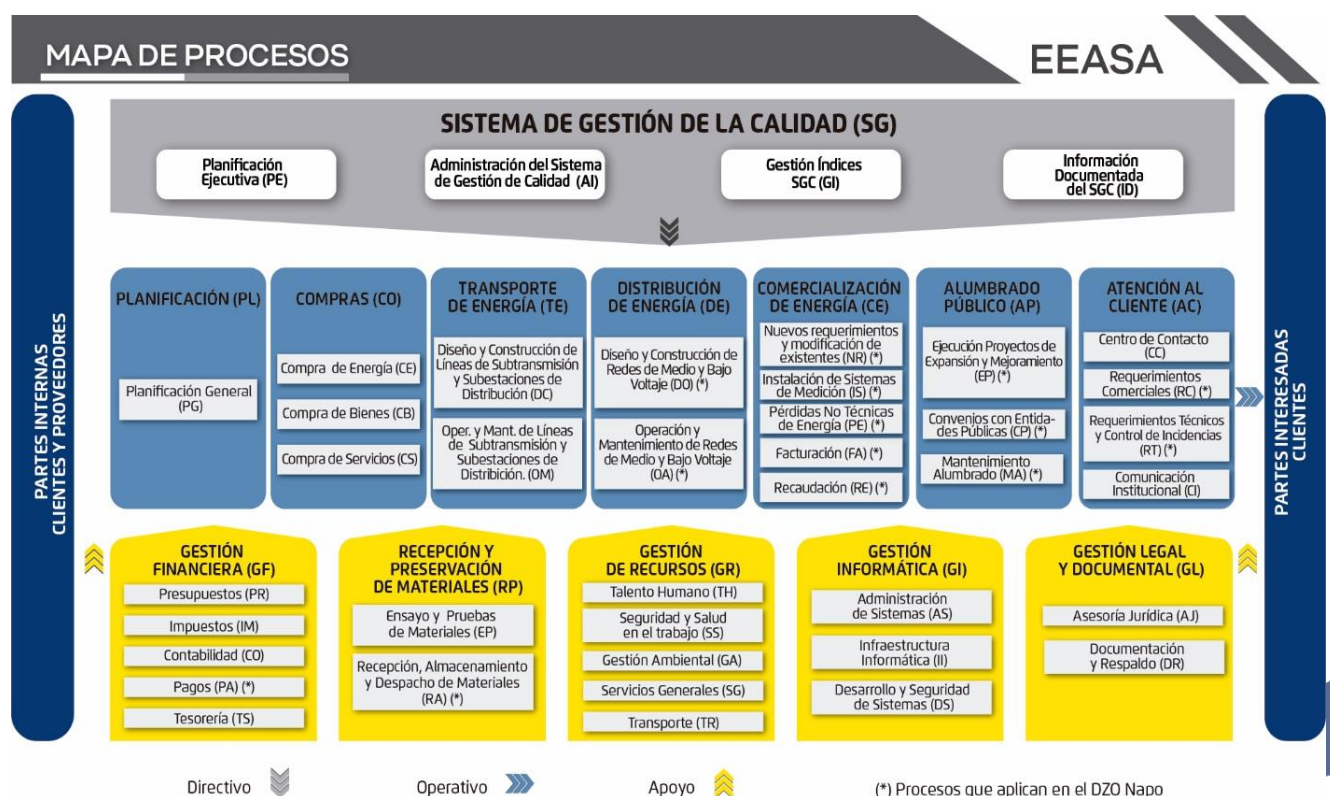 MAPA DE PROCESOS
EEASA
PARTES INTERNAS
CLIENTES Y PROVEEDORES
SISTEMA DE GESTIÓN DE LA CALIDAD (SG)
Planificación
Ejecutiva (PE)
Administración del Sistema
de Gestión de Calidad (AI)
Gestión Índices
SGC (GI)
Información
Documentada
del SGC (ID)
PLANIFICACIÓN (PL)
Planificación General
(PG)
COMPRAS (CO)
Compra de Energía (CE)
Compra de Bienes (CB)
Compra de Servicios (CS)
TRANSPORTE
DE ENERGÍA (TE)
Diseño y Construcción de
Líneas de Subtransmisión
y Subestaciones de
Distribución (DC)
Oper. y Mant. de Líneas
de Subtransmisión y
Subestaciones de
Distribición. (OM)
DISTRIBUCIÓN
DE ENERGÍA (DE)
Diseño y Construcción de
Redes de Medio y Bajo
Voltaje (DO) (*)
Operación y
Mantenimiento de Redes
de Medio y Bajo Voltaje
(OA) (*)
COMERCIALIZACIÓN
DE ENERGÍA (CE)
Nuevos requerimientos
y modificación de
existentes (NR) (*)
Instalación de Sistemas
de Medición (IS) (*)
Pérdidas No Técnicas
de Energía (PE) (*)
Facturación (FA) (*)
Recaudación (RE) (*)
ALUMBRADO
PÚBLICO (AP)
Ejecución Proyectos de
Expansión y Mejoramiento
(EP) (*)
Convenios con Entida-
des Públicas (CP) (*)
Mantenimiento
Alumbrado (MA) (*)
ATENCIÓN AL
CLIENTE (AC)
Centro de Contacto
(CC)
Requerimientos
Comerciales (RC) (*)
Requerimientos Técnicos
y Control de Incidencias
(RT) (*)
Comunicación
Institucional (CI)
PARTES INTERESADAS
CLIENTES
GESTIÓN
FINANCIERA (GF)
Presupuestos (PR)
Impuestos (IM)
Contabilidad (CO)
Pagos (PA) (*)
Tesorería (TS)
RECEPCIÓN Y
PRESERVACIÓN
DE MATERIALES (RP)
Ensayo y Pruebas
de Materiales (EP)
Recepción, Almacenamiento
y Despacho de Materiales
(RA) (*)
GESTIÓN
DE RECURSOS (GR)
Talento Humano (TH)
Seguridad y Salud
en el trabajo (SS)
Gestión Ambiental (GA)
Servicios Generales (SG)
Transporte (TR)
GESTIÓN
INFORMÁTICA (GI)
Administración
de Sistemas (AS)
Infraestructura
Informática (II)
Desarrollo y Seguridad
de Sistemas (DS)
GESTIÓN LEGAL
Y DOCUMENTAL (GL)
Asesoría Jurídica (AJ)
Documentación
y Respaldo (DR)
Directivo
Operativo
Apoyo
(*) Procesos que aplican en el DZO Napo